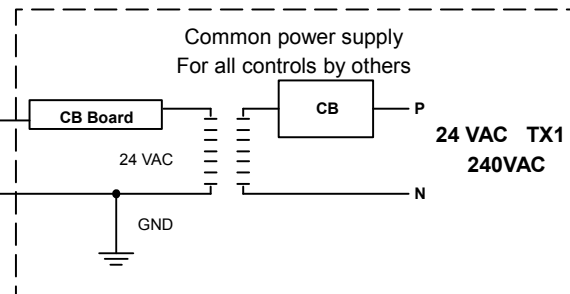 Common power supply
For all controls by others
CB Board
CB
P
24 VAC TX1
240VAC
24 VAC
N
GND